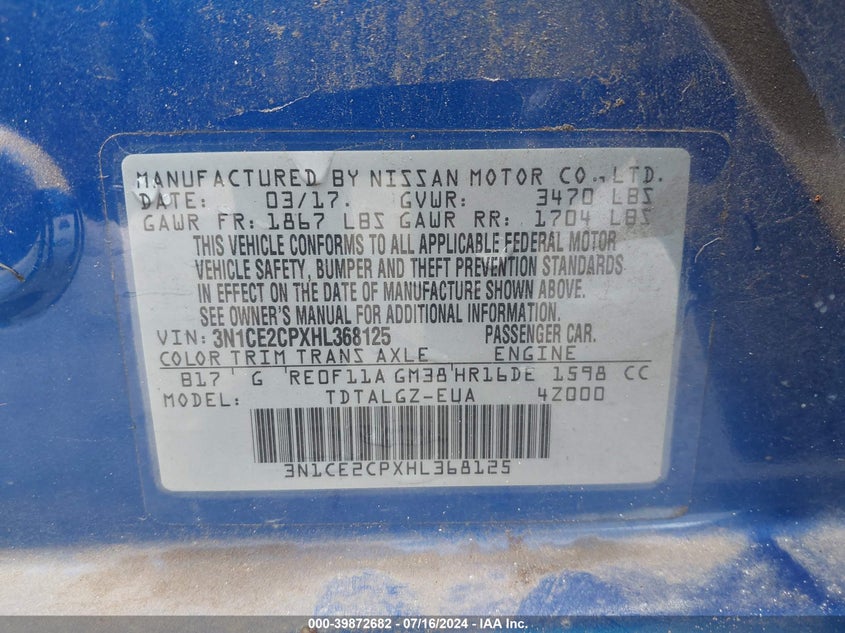 MANUFACTURED BY NISSAN MOTOR CO., LTD.
DATE: 03/17. GVWR: 3470 LBS
GAWR FR: 1867 LBS GAWR RR: 1704 LBS
THIS VEHICLE CONFORMS TO ALL APPLICABLE FEDERAL MOTOR
VEHICLE SAFETY, BUMPER AND THEFT PREVENTION STANDARDS
IN EFFECT ON THE DATE OF MANUFACTURE SHOWN ABOVE.
SEE OWNER'S MANUAL FOR ADDITIONAL INFORMATION.
VIN: 3N1CE2CPXHL368125 PASSENGER CAR.
COLOR TRIM TRANS AXLE ENGINE
B17 G RE0F11A GM38 HR16DE 1598 CC
MODEL: TDTALGZ-EUA 4Z000
3N1CE2CPXHL368125
000-39872682 / 07/16/2024 / COPYRIGHT IAA, LLC